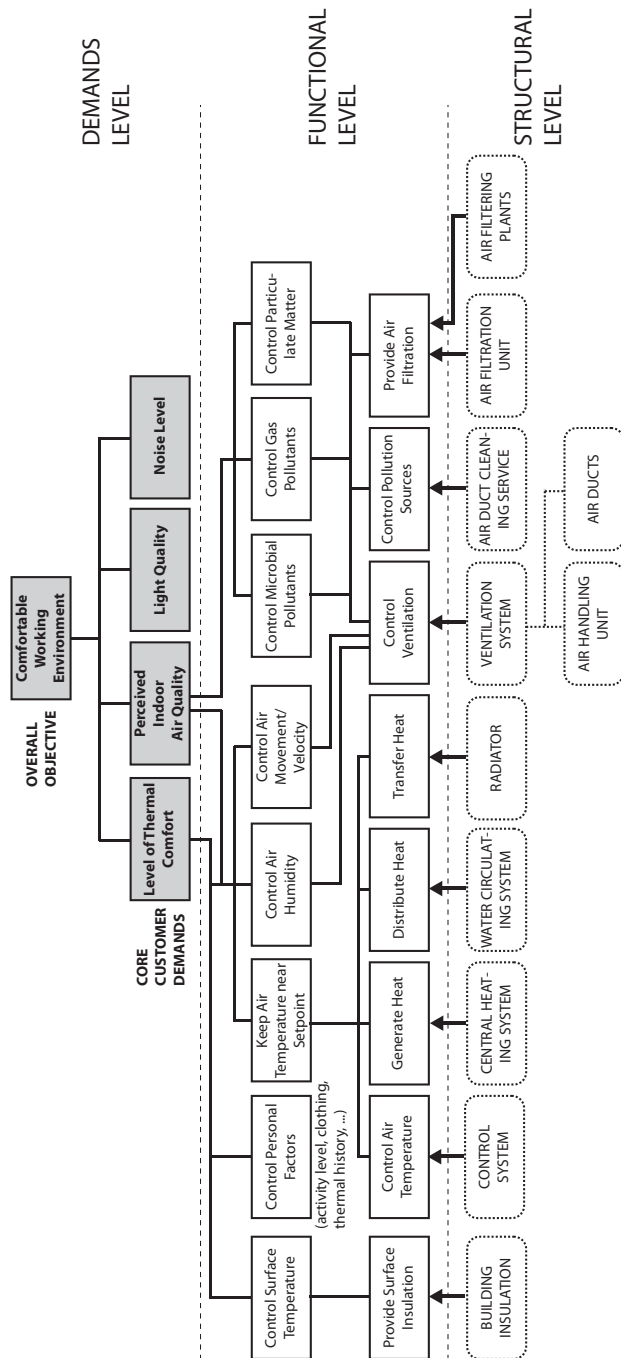 DEMANDS
LEVEL
FUNCTIONAL
LEVEL
STRUCTURAL
LEVEL
OVERALL
OBJECTIVE
Comfortable
Working
Environment
CORE
CUSTOMER
DEMANDS
Level of Thermal
Comfort
Perceived
Indoor
Air Quality
Light Quality
Noise Level
Control Surface
Temperature
Control Personal
Factors
(activity level, clothing,
thermal history, ...)
Keep Air
Temperature near
Setpoint
Control Air
Humidity
Control Air
Movement/
Velocity
Control Microbial
Pollutants
Control Gas
Pollutants
Control Particu-
late Matter
Provide Surface
Insulation
Control Air
Temperature
Generate Heat
Distribute Heat
Transfer Heat
Control
Ventilation
Control Pollution
Sources
Provide Air
Filtration
BUILDING
INSULATION
CONTROL
SYSTEM
CENTRAL HEAT-
ING SYSTEM
WATER CIRCULAT-
ING SYSTEM
RADIATOR
VENTILATION
SYSTEM
AIR DUCT CLEAN-
ING SERVICE
AIR FILTRATION
UNIT
AIR FILTERING
PLANTS
AIR HANDLING
UNIT
AIR DUCTS